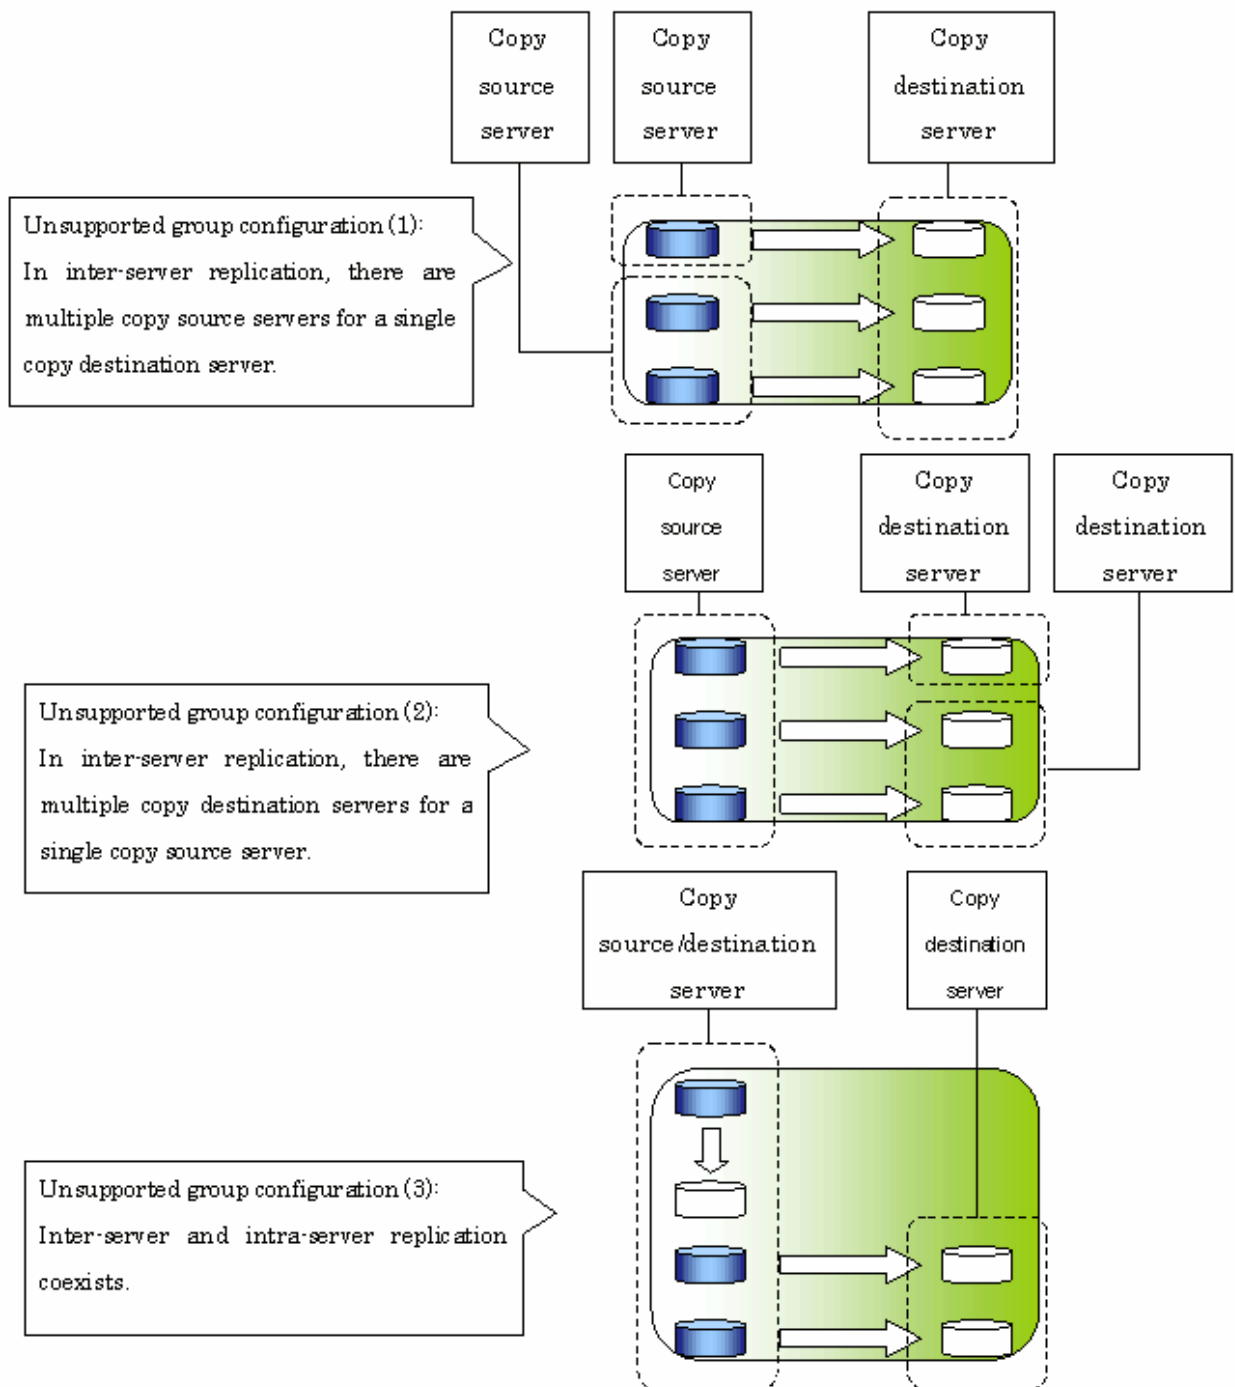 Copy
source
server
Copy
source
server
Copy
destination
server
Unsupported group configuration (1):
In inter-server replication, there are
multiple copy source servers for a single
copy destination server.
Copy
source
server
Copy
destination
server
Copy
destination
server
Unsupported group configuration (2):
In inter-server replication, there are
multiple copy destination servers for a
single copy source server.
Copy
source/destination
server
Copy
destination
server
Unsupported group configuration (3):
Inter-server and intra-server replication
coexists.